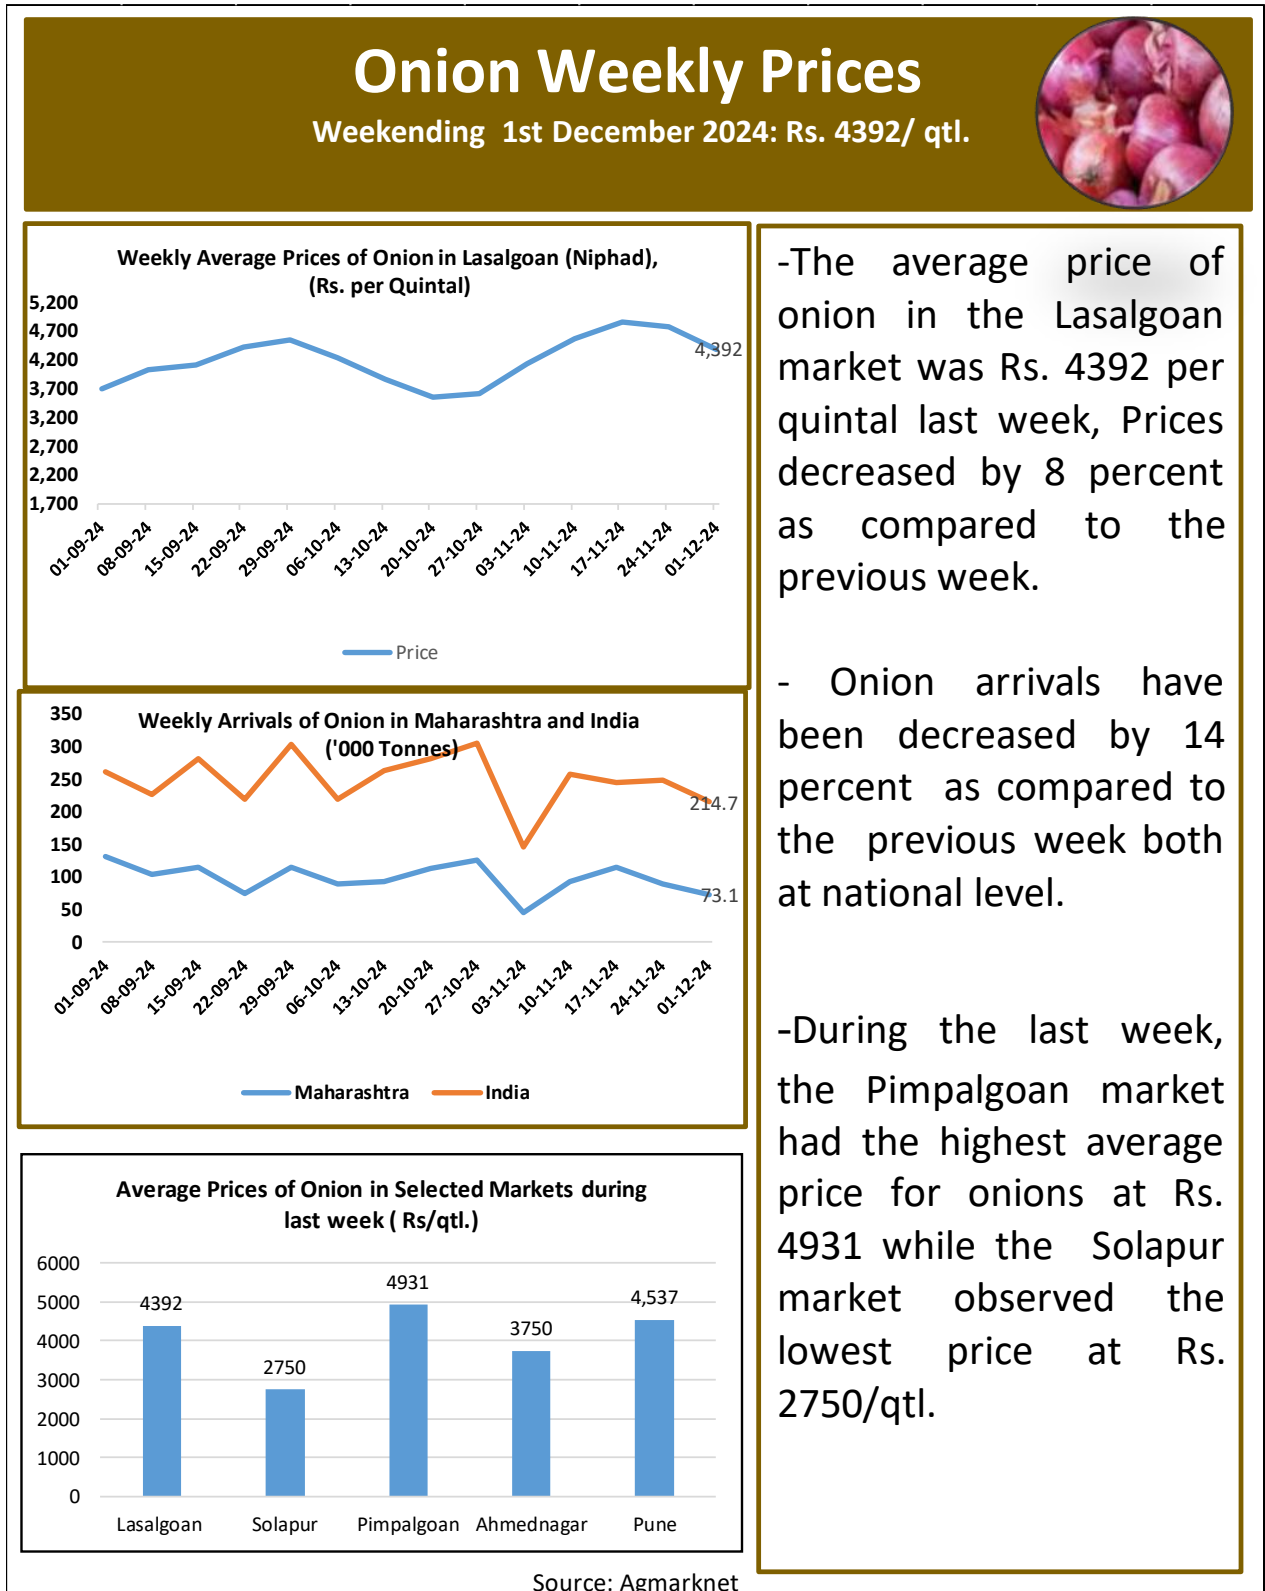 Onion Weekly Prices
Weekending 1st December 2024: Rs. 4392/ qtl.
Weekly Average Prices of Onion in Lasalgoan (Niphad),
(Rs. per Quintal)
5,200
4,700
4,200
3,700
3,200
2,700
2,200
1,700
4,392
01-09-24
08-09-24
15-09-24
22-09-24
29-09-24
06-10-24
13-10-24
20-10-24
27-10-24
03-11-24
10-11-24
17-11-24
24-11-24
01-12-24
Price
Weekly Arrivals of Onion in Maharashtra and India
('000 Tonnes)
350
300
250
200
150
100
50
0
214.7
73.1
01-09-24
08-09-24
15-09-24
22-09-24
29-09-24
06-10-24
13-10-24
20-10-24
27-10-24
03-11-24
10-11-24
17-11-24
24-11-24
01-12-24
Maharashtra India
Average Prices of Onion in Selected Markets during
last week ( Rs/qtl.)
6000
5000
4000
3000
2000
1000
0
4392
2750
4931
3750
4,537
Lasalgoan Solapur Pimpalgoan Ahmednagar Pune
Source: Agmarknet
-The average price of
onion in the Lasalgoan
market was Rs. 4392 per
quintal last week, Prices
decreased by 8 percent
as compared to the
previous week.
- Onion arrivals have
been decreased by 14
percent as compared to
the previous week both
at national level.
-During the last week,
the Pimpalgoan market
had the highest average
price for onions at Rs.
4931 while the Solapur
market observed the
lowest price at Rs.
2750/qtl.